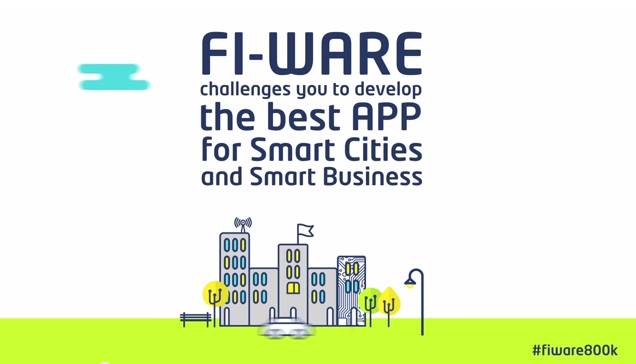 FI-WARE
challenges you to develop
the best APP
for Smart Cities
and Smart Business
#fiware800k